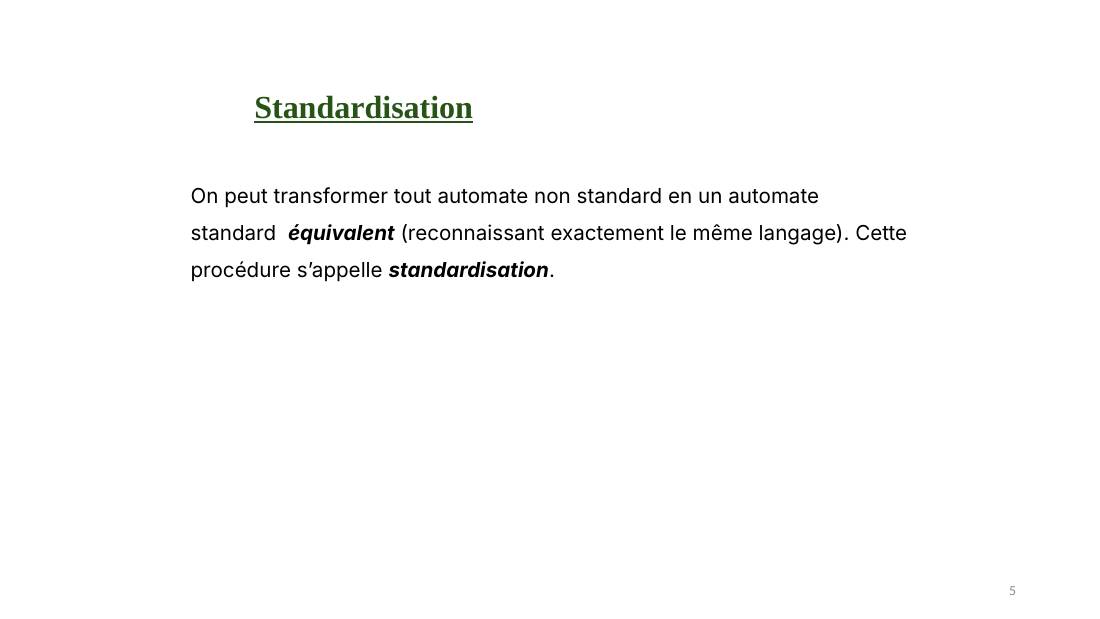 Standardisation
On peut transformer tout automate non standard en un automate
standard équivalent (reconnaissant exactement le même langage). Cette
procédure s’appelle standardisation.
5